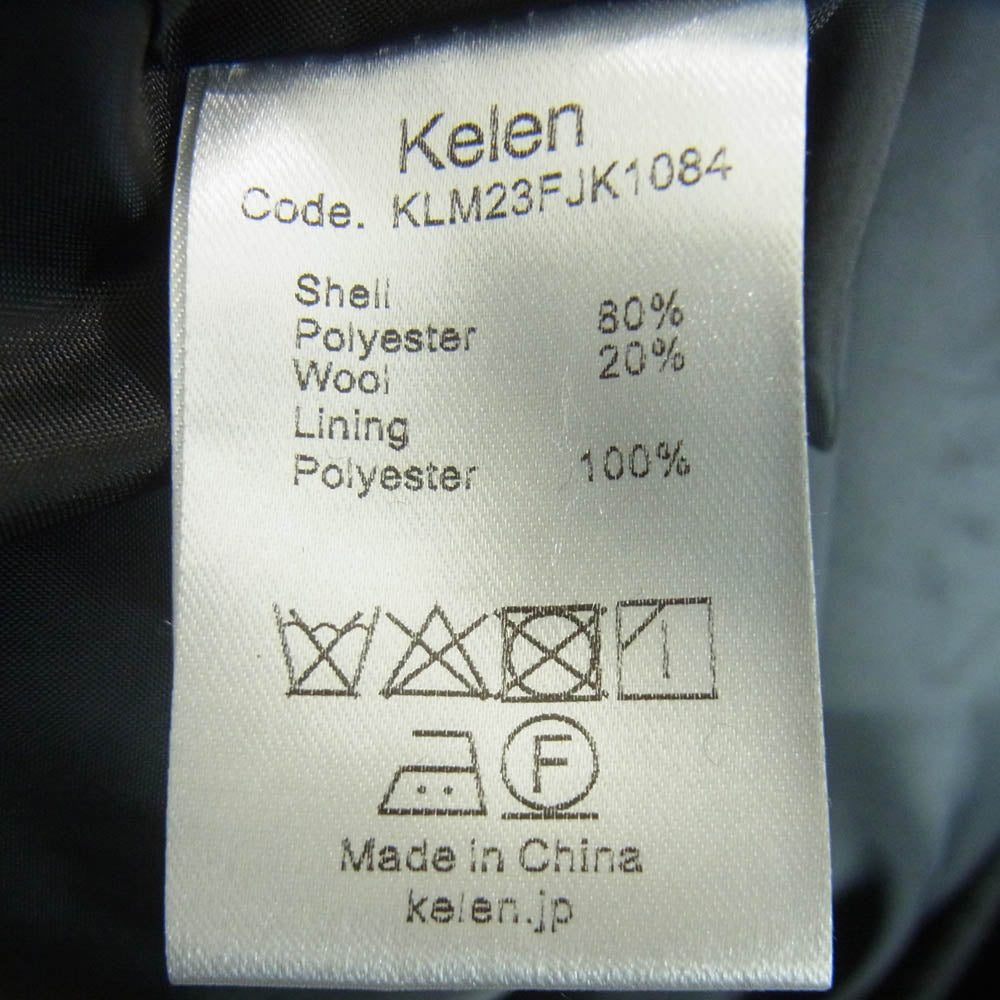 Kelen
Code. KLM23FJK1084
Shell
Polyester 80%
Wool 20%
Lining
Polyester 100%
F
Made in China
kelen.jp